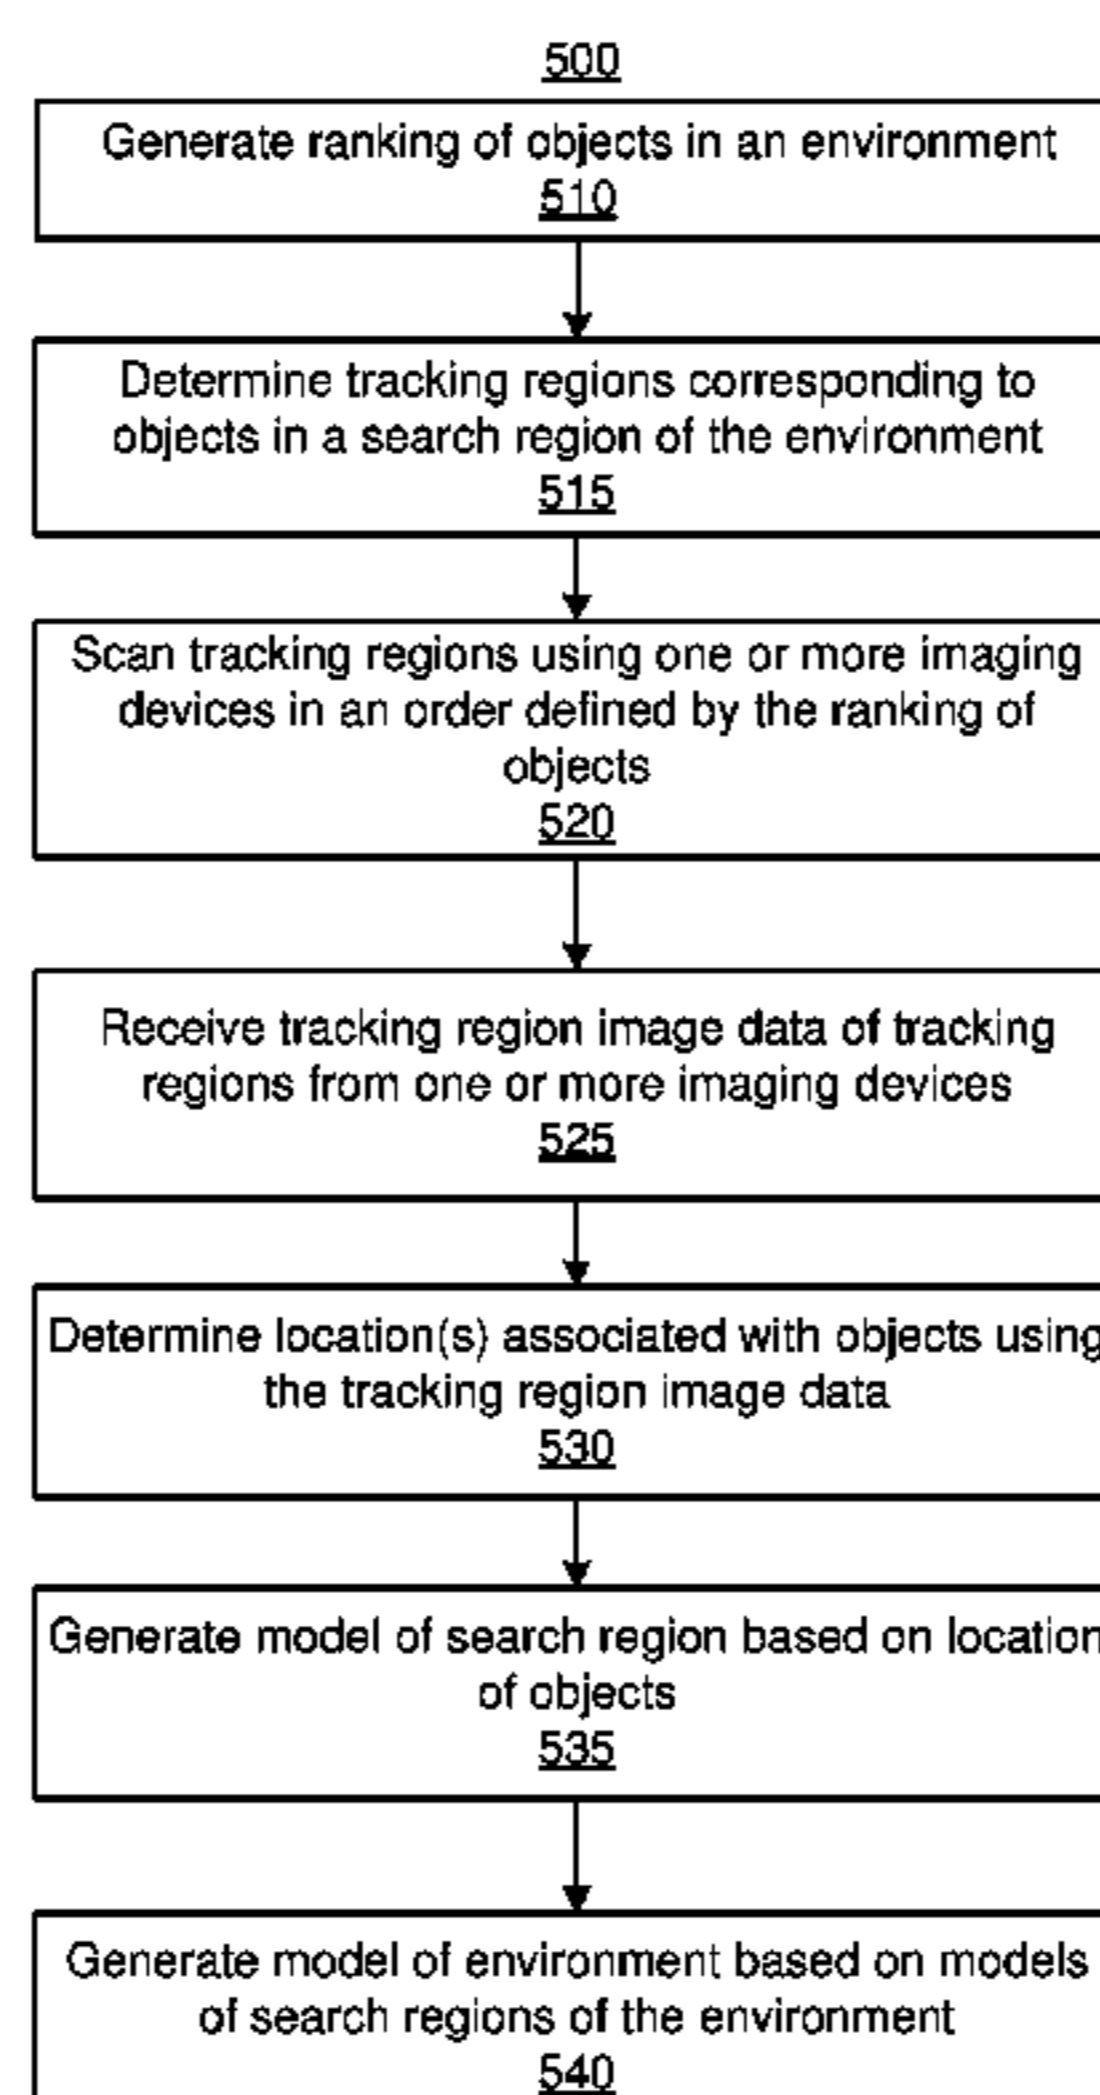 500
Generate ranking of objects in an environment
510
Determine tracking regions corresponding to
objects in a search region of the environment
515
Scan tracking regions using one or more imaging
devices in an order defined by the ranking of
objects
520
Receive tracking region image data of tracking
regions from one or more imaging devices
525
Determine location(s) associated with objects using
the tracking region image data
530
Generate model of search region based on location
of objects
535
Generate model of environment based on models
of search regions of the environment
540